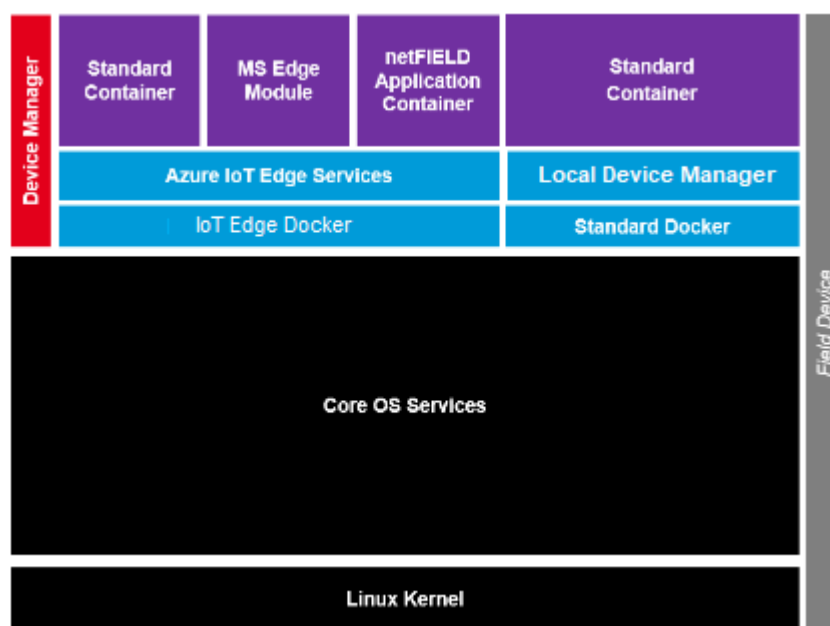 Device Manager
Standard
Container
MS Edge
Module
netFIELD
Application
Container
Standard
Container
Azure IoT Edge Services
Local Device Manager
IoT Edge Docker
Standard Docker
Field Device
Core OS Services
Linux Kernel